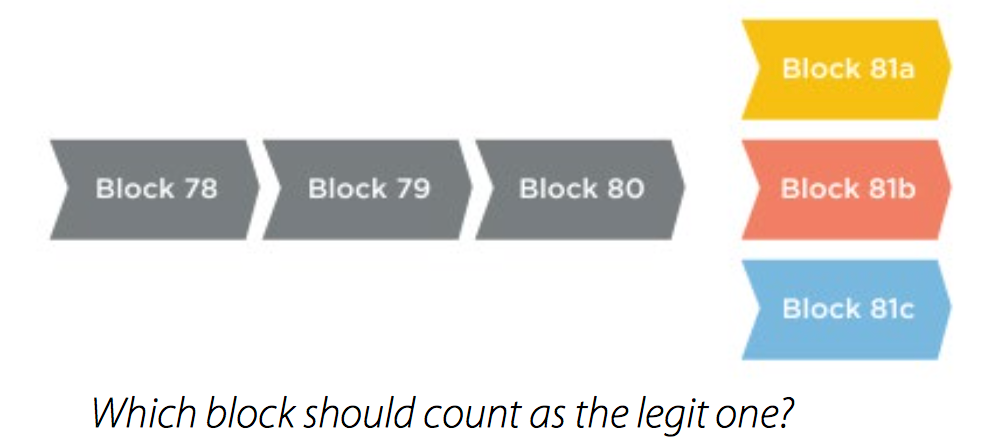 Block 81a
Block 78 Block 79 Block 80 Block 81b
Block 81c
Which block should count as the legit one?